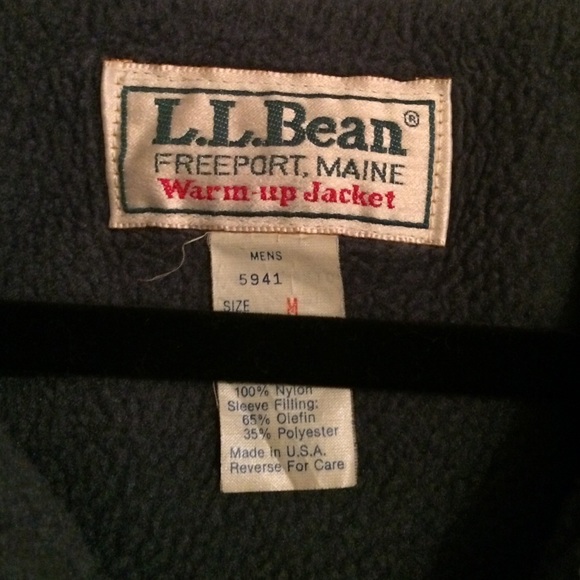 L.L.Bean®
FREEPORT, MAINE
Warm-up Jacket
MENS
5941
SIZE M
100% Nylon
Sleeve Filling:
65% Olefin
35% Polyester
Made in U.S.A.
Reverse For Care